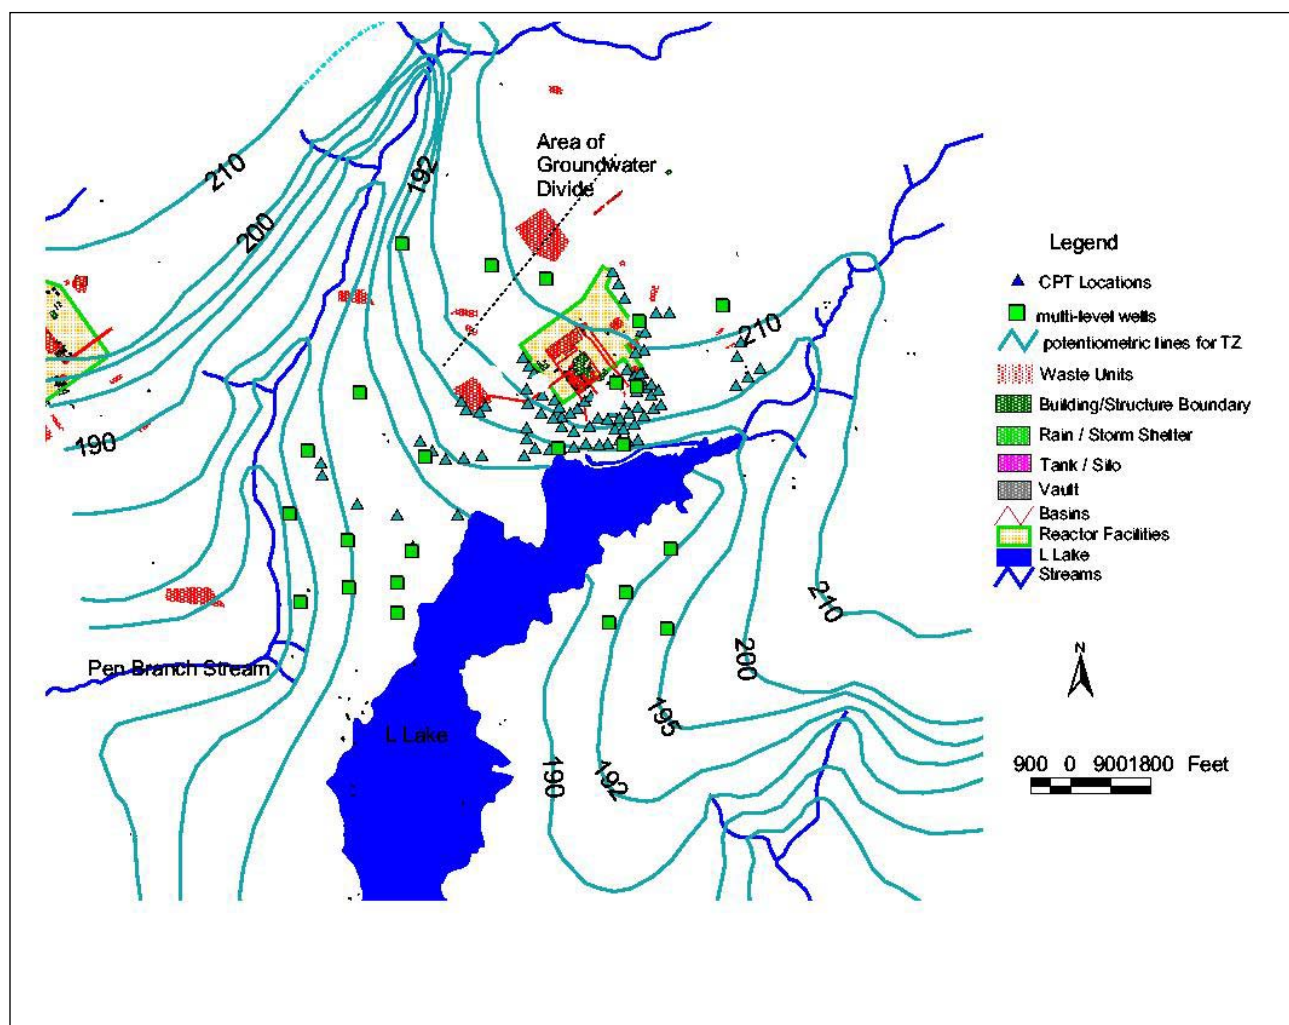 Area of
Groundwater
Divide
210
192
200
210
190
210
200
195
192
190
Pen Branch Stream
L Lake
Legend
CPT Locations
multi-level wells
potentiometric lines for TZ
Waste Units
Building/Structure Boundary
Rain / Storm Shelter
Tank / Silo
Vault
Basins
Reactor Facilities
L Lake
Streams
N
900 0 9001800 Feet